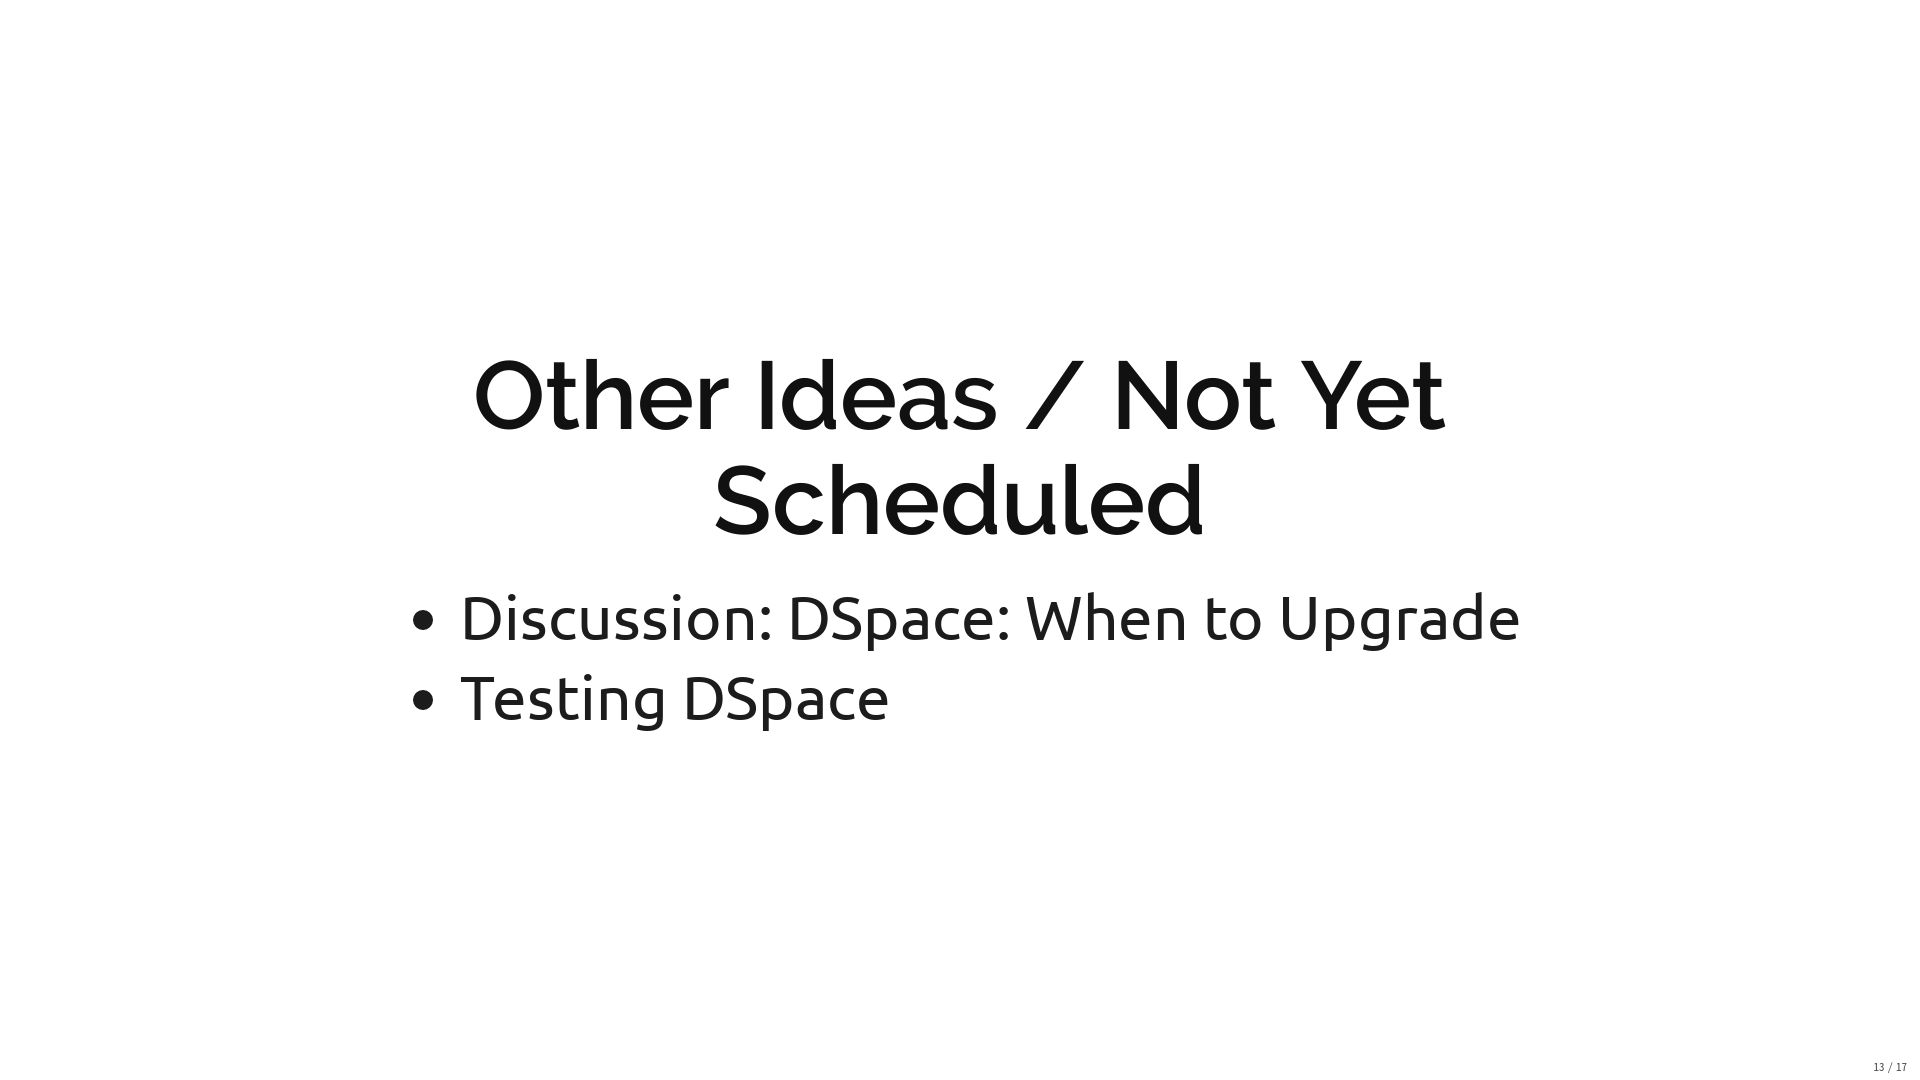 Other Ideas / Not Yet
Scheduled
• Discussion: DSpace: When to Upgrade
• Testing DSpace
13 / 17